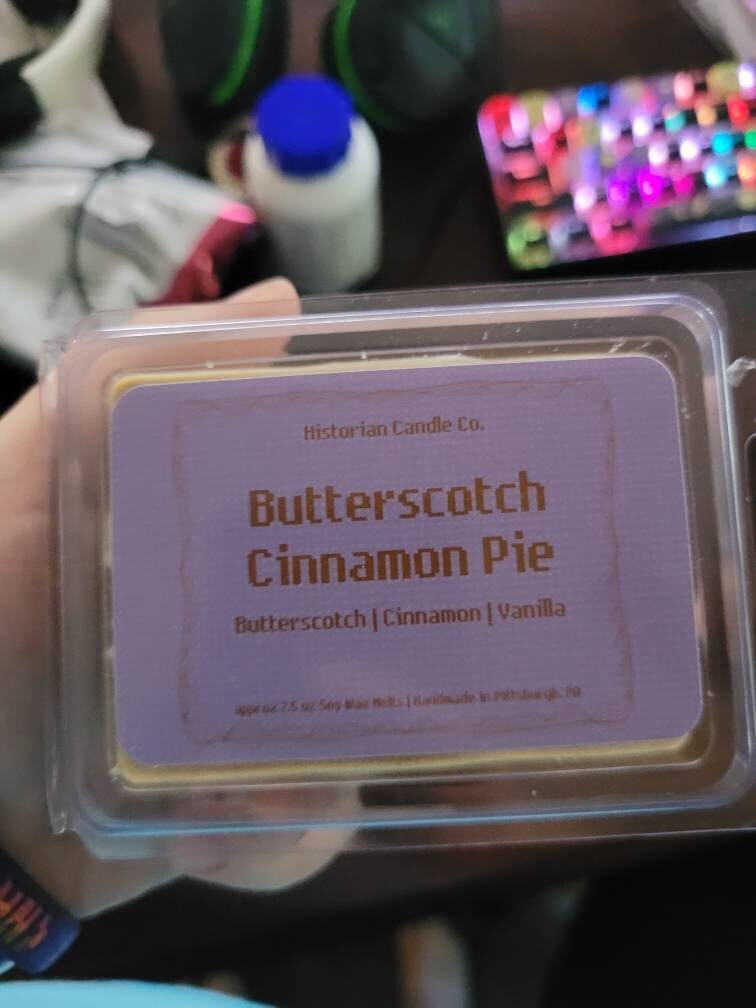 Historian Candle Co.
Butterscotch
Cinnamon Pie
Butterscotch | Cinnamon | Vanilla
approx 2.5 oz Soy Wax Melts | Handmade in Pittsburgh, PA